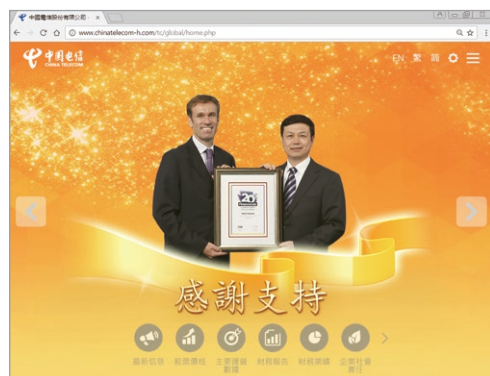 中國電信股份有限公司 -
www.chinatelecom-h.com/tc/global/home.php
中国电信
CHINA TELECOM
EN 繁 简
20
感謝支持
最新信息
股票價格
主要運營
數據
財務報告
財務業績
企業社會
責任